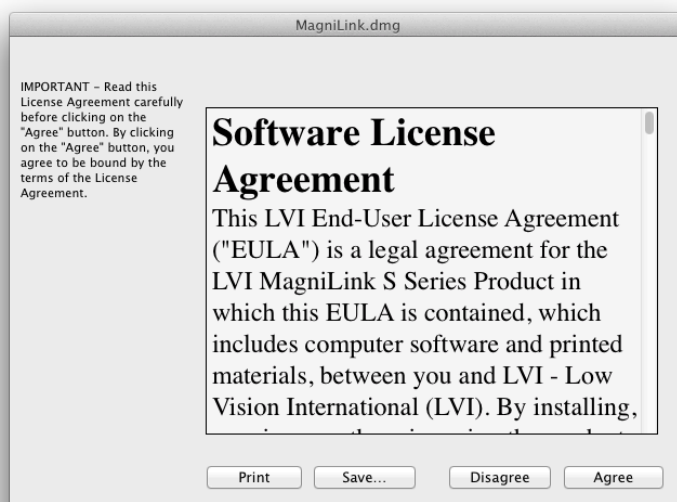 MagniLink.dmg
IMPORTANT – Read this
License Agreement carefully
before clicking on the
"Agree" button. By clicking
on the "Agree" button, you
agree to be bound by the
terms of the License
Agreement.
Software License
Agreement
This LVI End-User License Agreement
("EULA") is a legal agreement for the
LVI MagniLink S Series Product in
which this EULA is contained, which
includes computer software and printed
materials, between you and LVI - Low
Vision International (LVI). By installing,
Print
Save...
Disagree
Agree